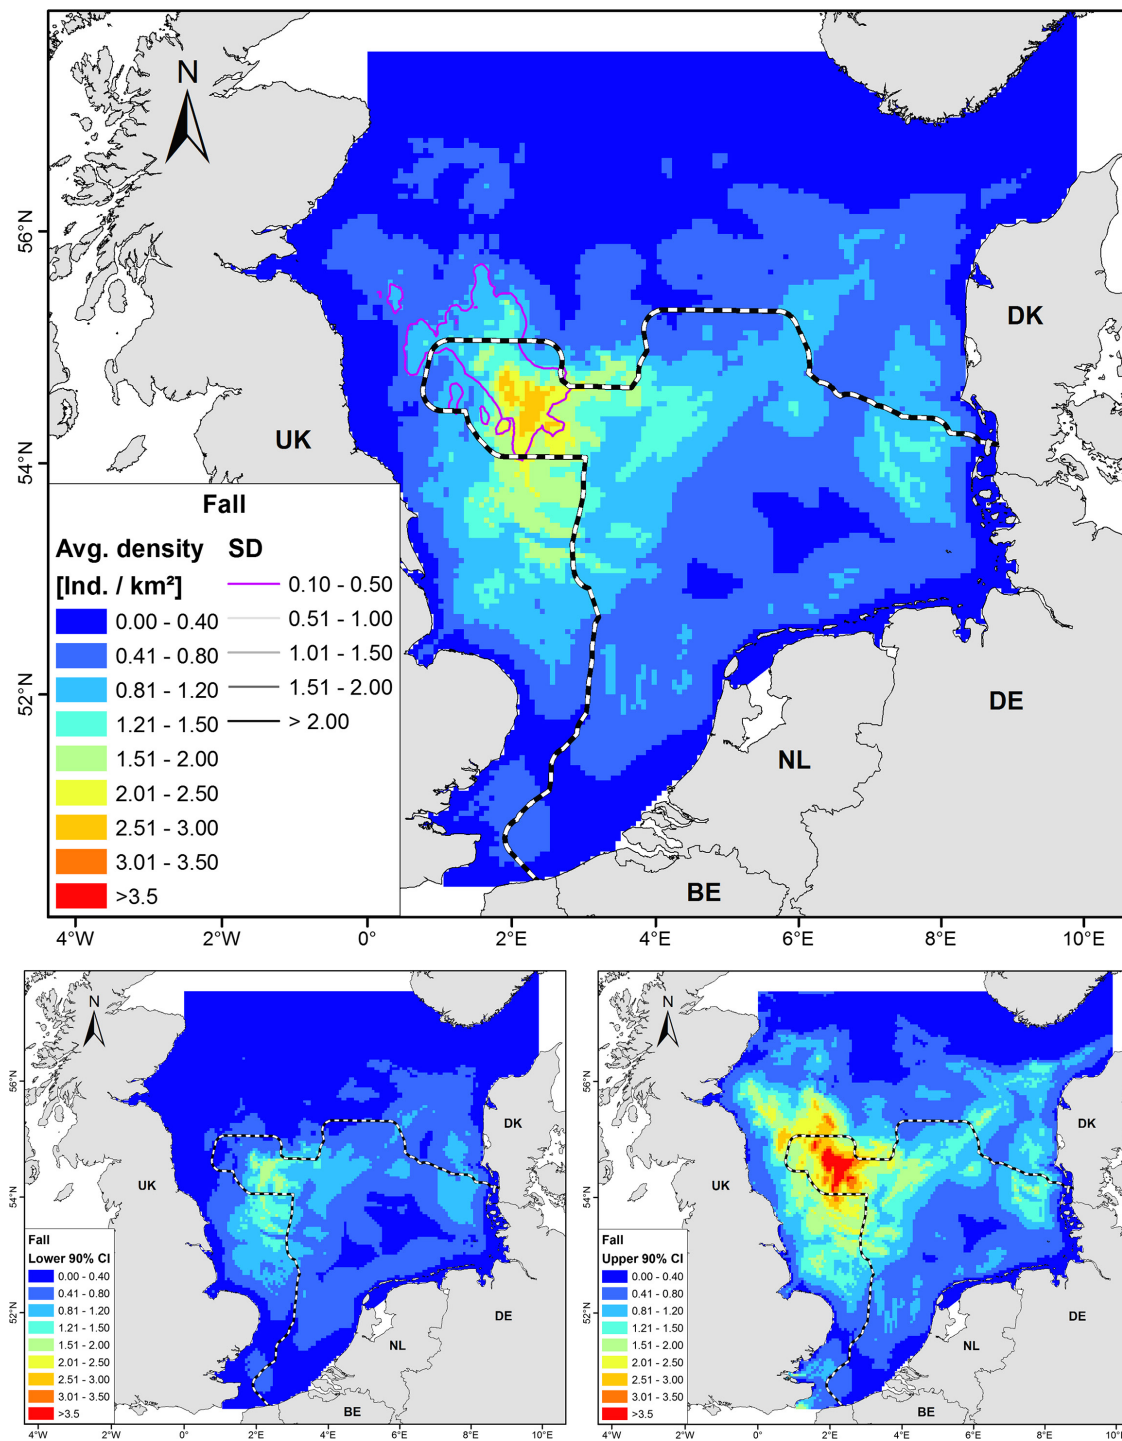 N
56°N
54°N
52°N
UK
DK
DE
NL
BE
Fall
Avg. density SD
[Ind. / km²]
0.10 - 0.50
0.00 - 0.40
0.51 - 1.00
0.41 - 0.80
1.01 - 1.50
0.81 - 1.20
1.51 - 2.00
1.21 - 1.50
> 2.00
1.51 - 2.00
2.01 - 2.50
2.51 - 3.00
3.01 - 3.50
>3.5
4°W 2°W 0° 2°E 4°E 6°E 8°E 10°E
N
56°N
54°N
52°N
UK
DK
DE
NL
BE
Fall
Lower 90% CI
0.00 - 0.40
0.41 - 0.80
0.81 - 1.20
1.21 - 1.50
1.51 - 2.00
2.01 - 2.50
2.51 - 3.00
3.01 - 3.50
>3.5
4°W 2°W 0° 2°E 4°E 6°E 8°E 10°E
N
56°N
54°N
52°N
UK
DK
DE
NL
BE
Fall
Upper 90% CI
0.00 - 0.40
0.41 - 0.80
0.81 - 1.20
1.21 - 1.50
1.51 - 2.00
2.01 - 2.50
2.51 - 3.00
3.01 - 3.50
>3.5
4°W 2°W 0° 2°E 4°E 6°E 8°E 10°E